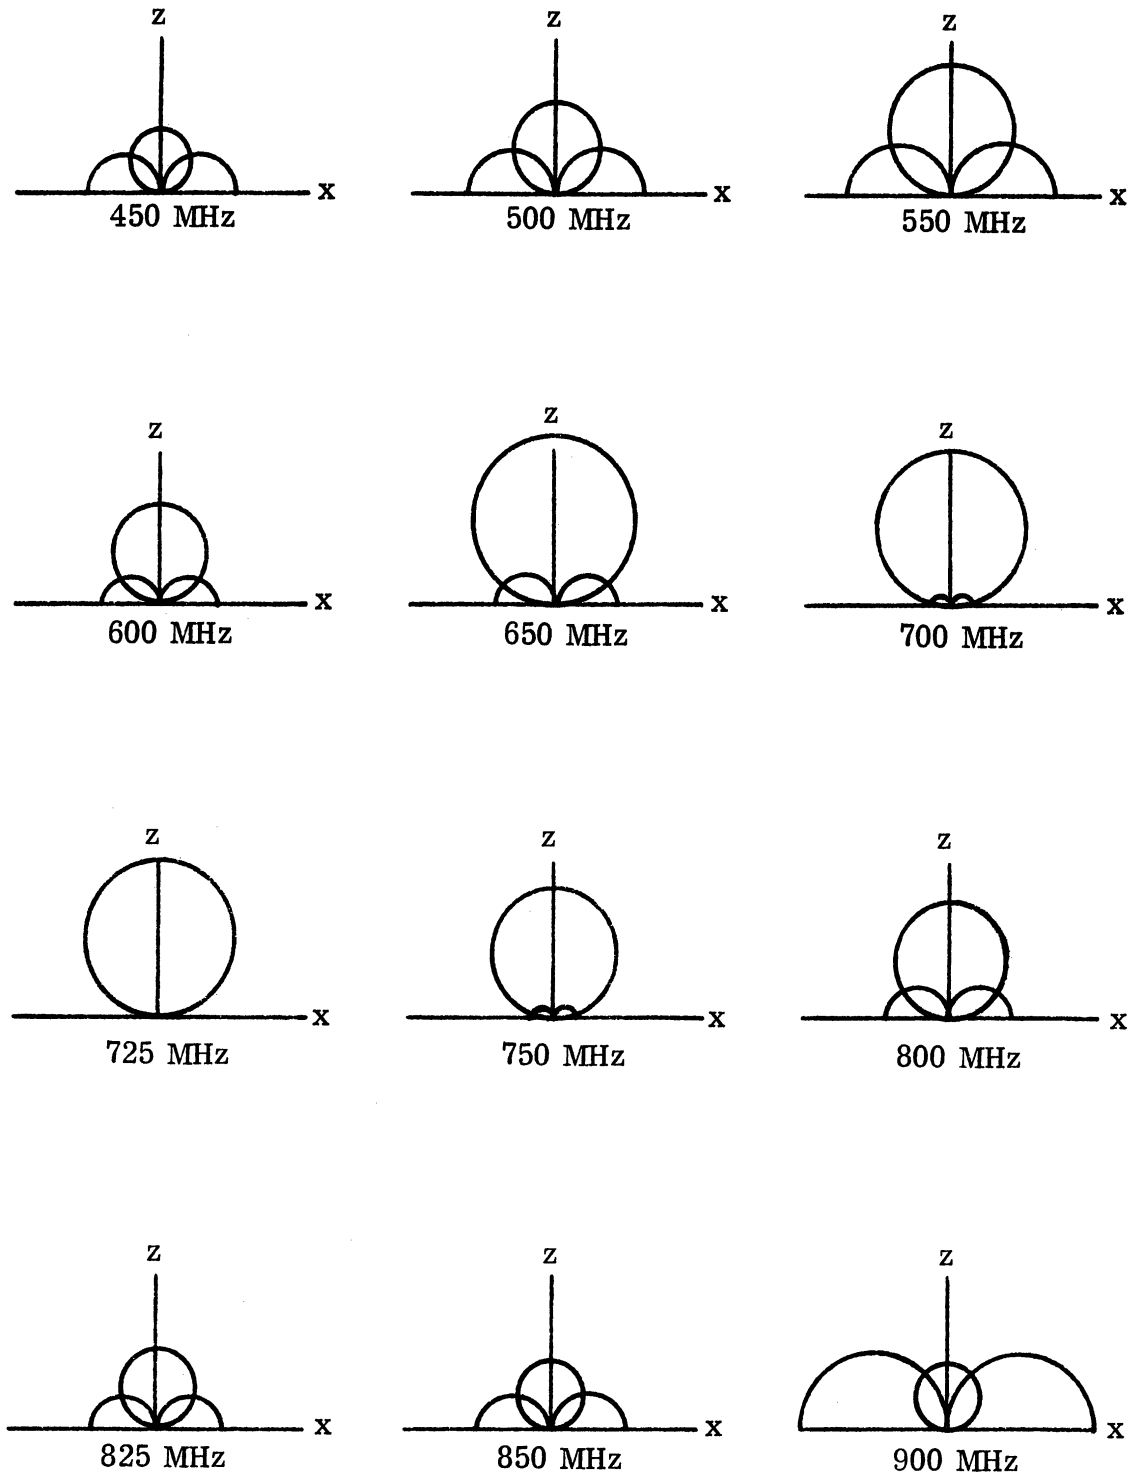 z z z
x x x
450 MHz 500 MHz 550 MHz
z z z
x x x
600 MHz 650 MHz 700 MHz
z z z
x x x
725 MHz 750 MHz 800 MHz
z z z
x x x
825 MHz 850 MHz 900 MHz